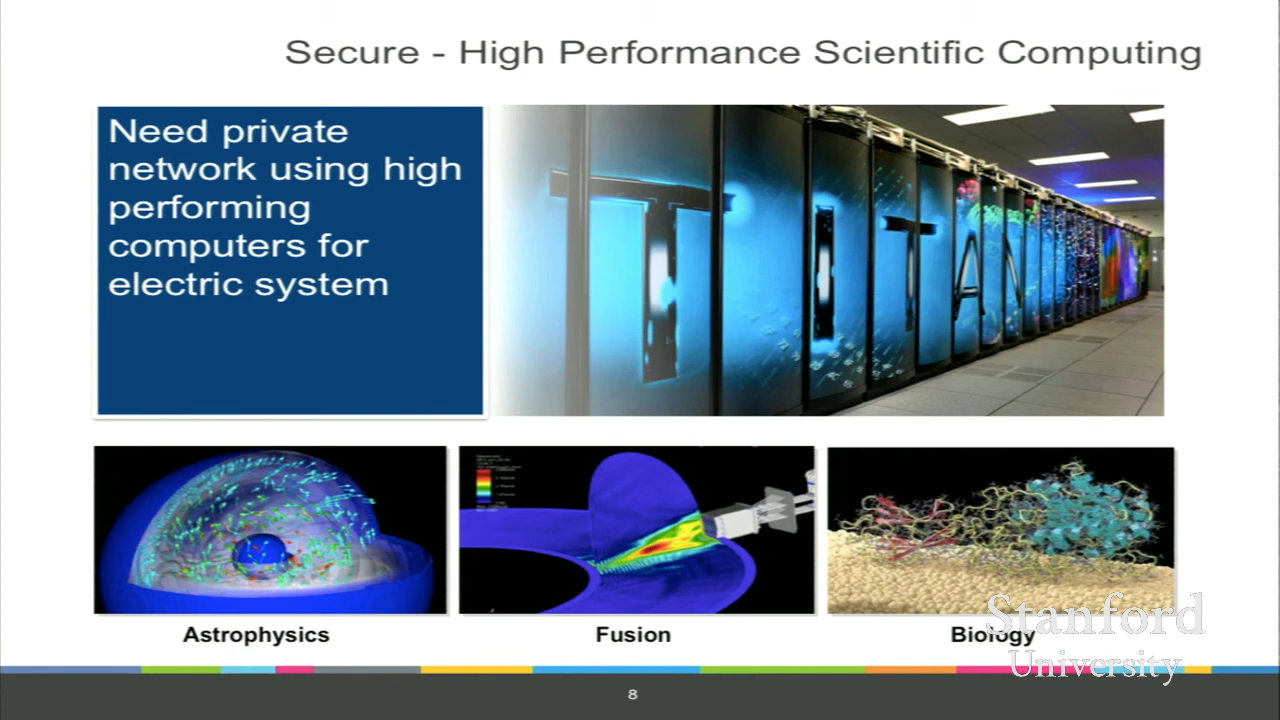 Secure - High Performance Scientific Computing
Need private
network using high
performing
computers for
electric system
TITAN
Astrophysics
Fusion
Biology
Stanford
University
8